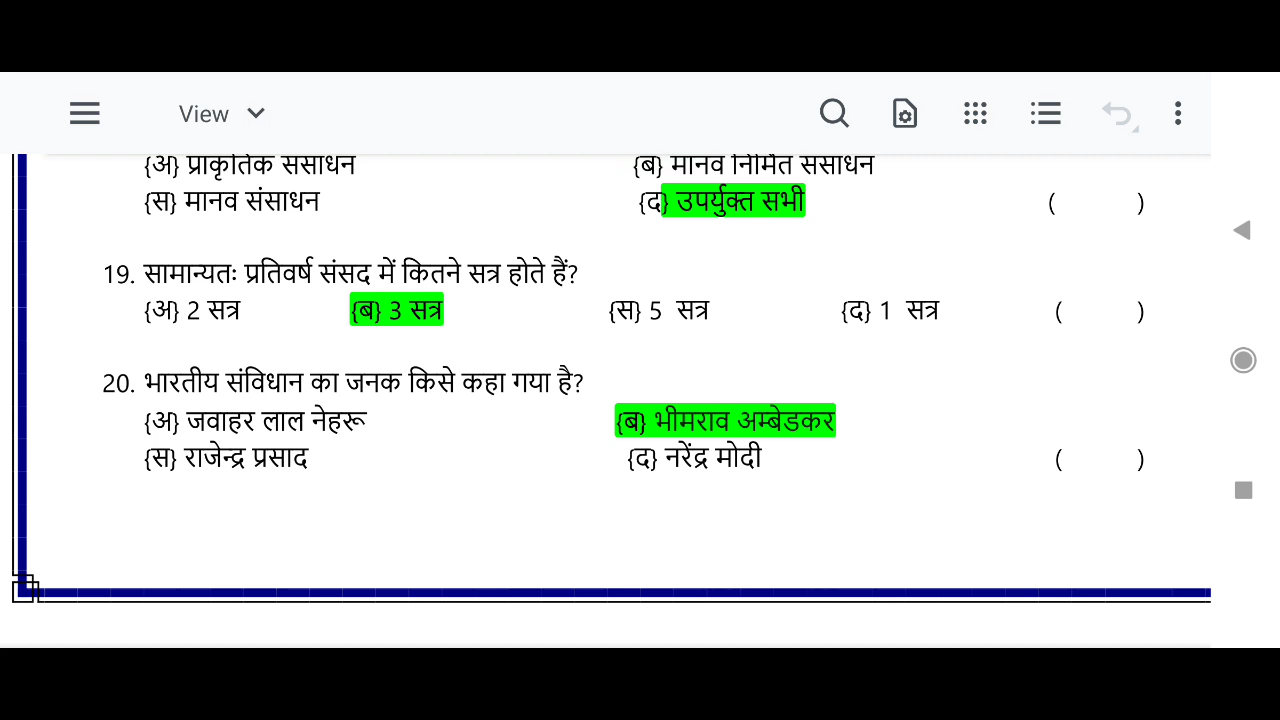 View
{अ} प्राकृतिक संसाधन {ब} मानव निर्मित संसाधन
{स} मानव संसाधन {द} उपर्युक्त सभी ( )
19. सामान्यतः प्रतिवर्ष संसद में कितने सत्र होते हैं?
{अ} 2 सत्र {ब} 3 सत्र {स} 5 सत्र {द} 1 सत्र ( )
20. भारतीय संविधान का जनक किसे कहा गया है?
{अ} जवाहर लाल नेहरू {ब} भीमराव अम्बेडकर
{स} राजेन्द्र प्रसाद {द} नरेंद्र मोदी ( )